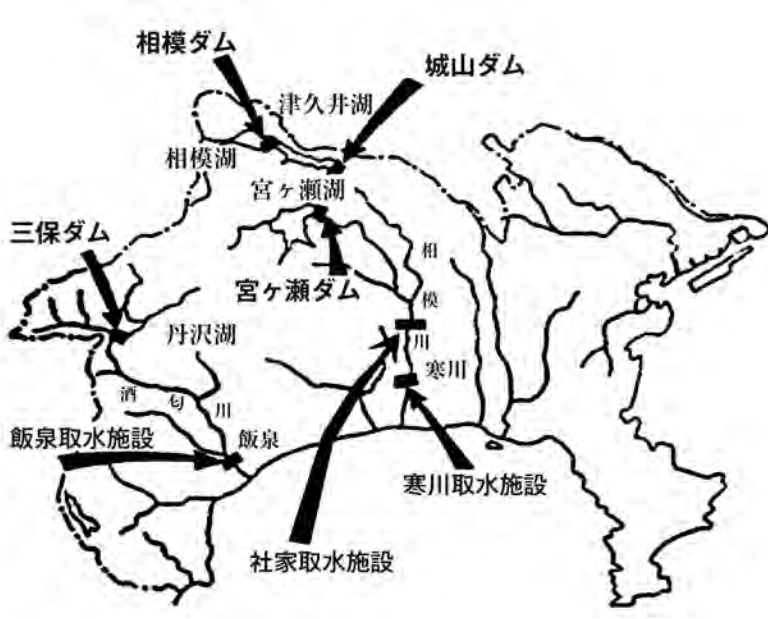 相模ダム
城山ダム
津久井湖
相模湖
宮ヶ瀬湖
三保ダム
宮ヶ瀬ダム
相模川
丹沢湖
寒川
酒匂川
飯泉取水施設
飯泉
寒川取水施設
社家取水施設